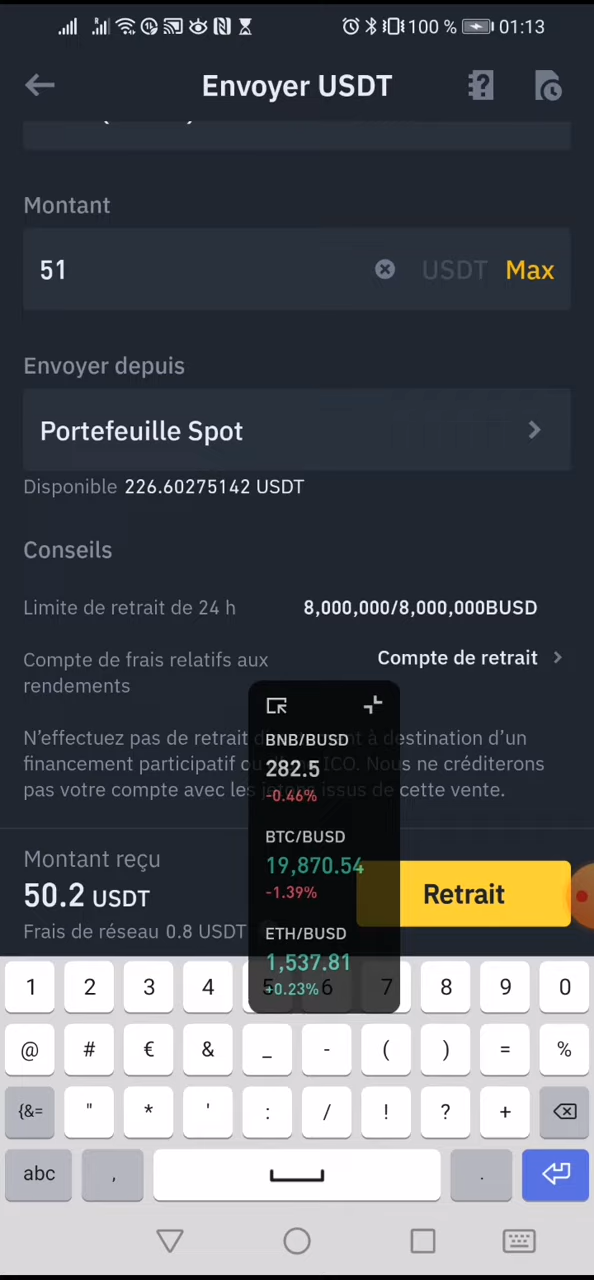 100 % 01:13
Envoyer USDT
Montant
51 USDT Max
Envoyer depuis
Portefeuille Spot
Disponible 226.60275142 USDT
Conseils
Limite de retrait de 24 h 8,000,000/8,000,000BUSD
Compte de frais relatifs aux
rendements
Compte de retrait
N'effectuez pas de retrait à destination d'un
financement participatif ou ICO. Nous ne créditerons
pas votre compte avec les jetons issus de cette vente.
BNB/BUSD
282.5
-0.46%
BTC/BUSD
19,870.54
-1.39%
ETH/BUSD
1,537.81
+0.23%
Montant reçu
50.2 USDT
Frais de réseau 0.8 USDT
Retrait
1 2 3 4 5 6 7 8 9 0
@ # € & _ - ( ) = %
{&= " * ' : / ! ? +
abc , .